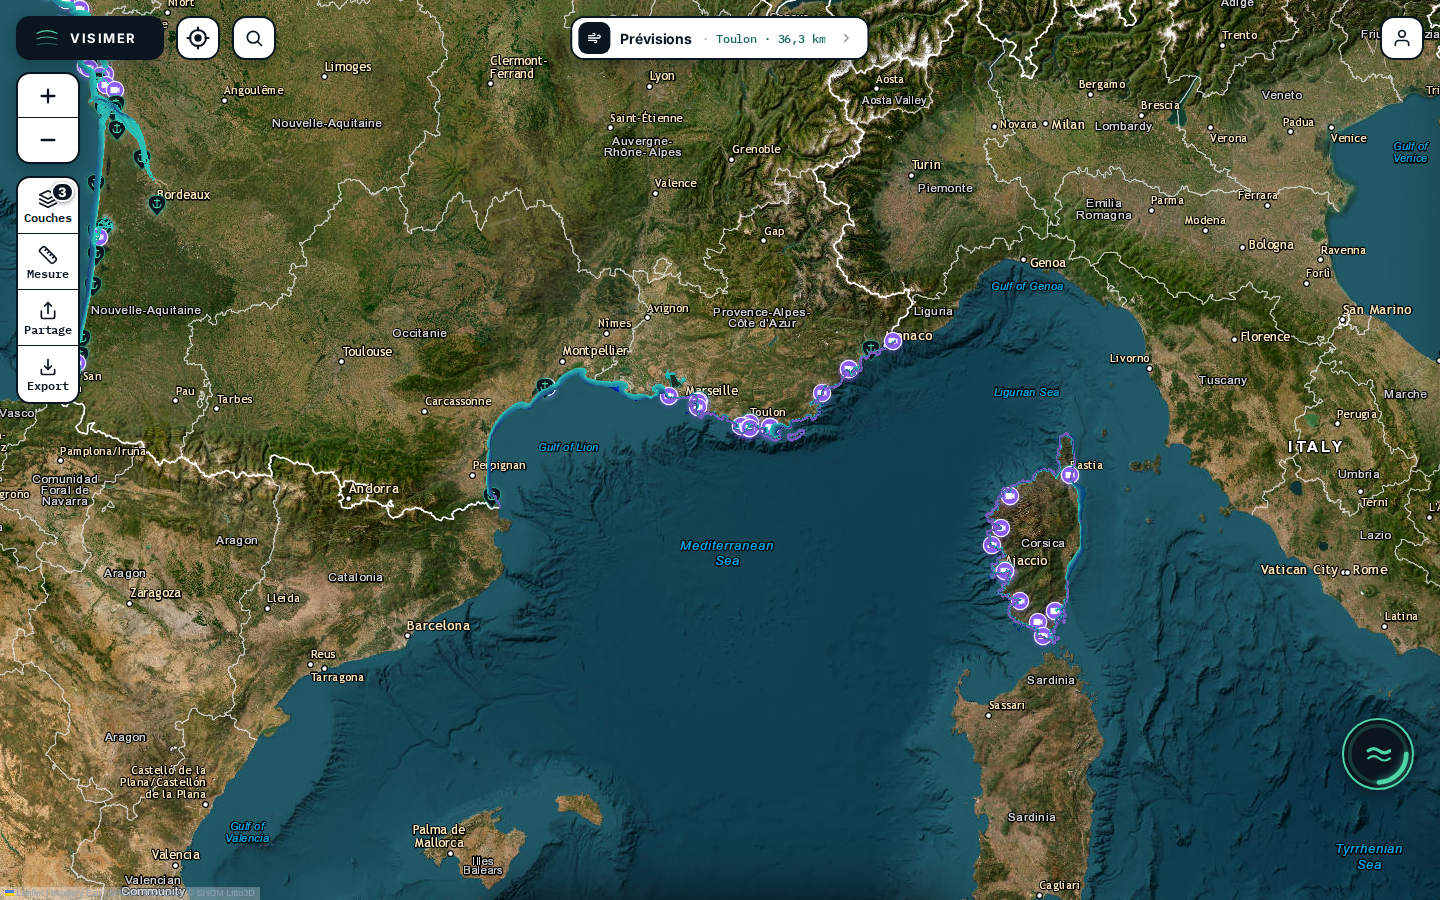 VISIMER
Prévisions · Toulon · 36,3 km
Couches
3
Mesure
Partage
Export
Niort
Limoges
Angoulême
Nouvelle-Aquitaine
Clermont-
Ferrand
Lyon
Saint-Étienne
Auvergne-
Rhône-Alpes
Grenoble
Valence
Gap
Bordeaux
Nouvelle-Aquitaine
Occitanie
Toulouse
Avignon
Nîmes
Montpellier
Provence-Alpes-
Côte d'Azur
Marseille
Toulon
Carcassonne
Perpignan
Gulf of Lion
Pau
Tarbes
San
Pamplona/Iruña
Comunidad
Foral de
Navarra
Andorra
Aragon
Aragon
Zaragoza
Catalonia
Lleida
Barcelona
Reus
Tarragona
Aragon
Castelló de la
Plana/Castellón
de la Plana
Gulf of
Valencia
Valencia
Valencian
Community
Palma de
Mallorca
Illes
Balears
Mediterranean
Sea
Aosta
Aosta Valley
Turin
Piemonte
Novara
Milan
Lombardy
Bergamo
Brescia
Trento
Adige
Veneto
Verona
Padua
Venice
Gulf of
Venice
Parma
Emilia
Romagna
Modena
Ferrara
Bologna
Ravenna
Forlì
San Marino
Genoa
Gulf of Genoa
Liguria
naco
Ligurian Sea
Livorno
Florence
Tuscany
Marche
Perugia
ITALY
Umbria
Terni
Lazio
Vatican City
Rome
Latina
Bastia
Corsica
Ajaccio
Sardinia
Sassari
Sardinia
Cagliari
Tyrrhenian
Sea
© SHOM Litto3D